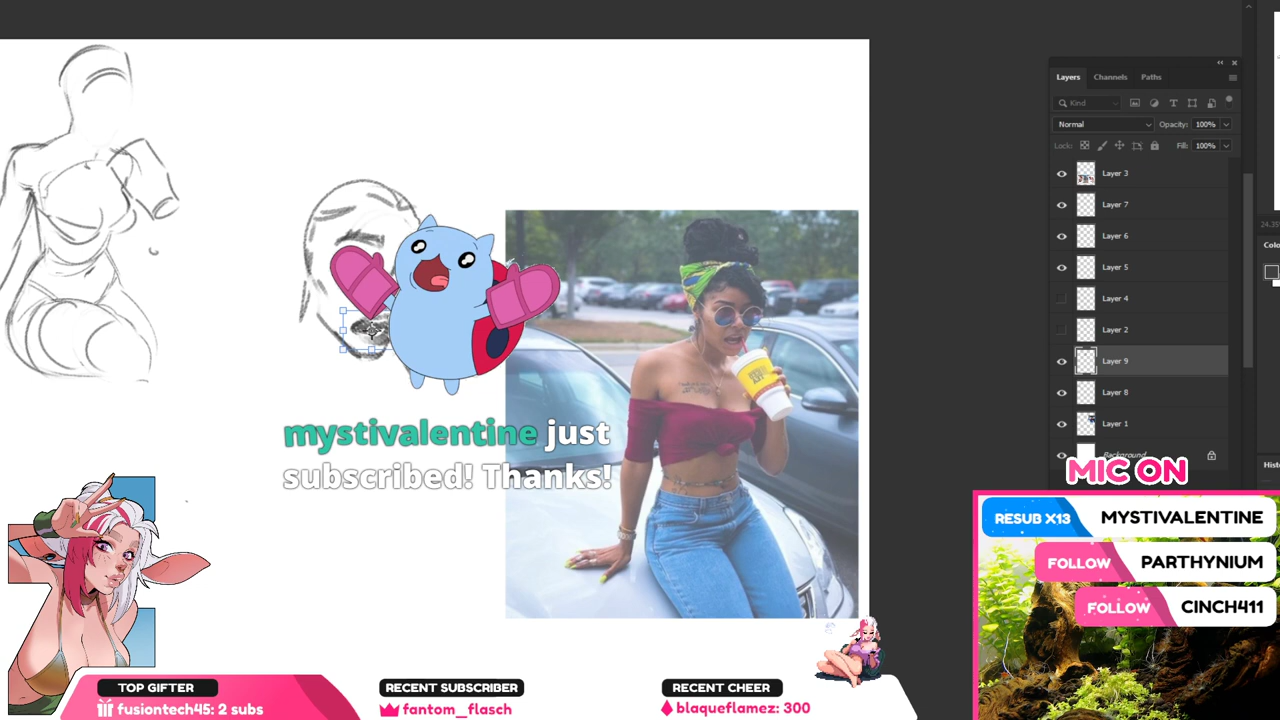 Layers Channels Paths
Kind
Normal Opacity: 100%
Lock: Fill: 100%
Layer 3
Layer 7
Layer 6
Layer 5
Layer 4
Layer 2
Layer 9
Layer 8
Layer 1
Background
mystivalentine just
subscribed! Thanks!
MIC ON
RESUB X13 MYSTIVALENTINE
FOLLOW PARTHYNIUM
FOLLOW CINCH411
TOP GIFTER
fusiontech45: 2 subs
RECENT SUBSCRIBER
fantom_flasch
RECENT CHEER
blaqueflamez: 300